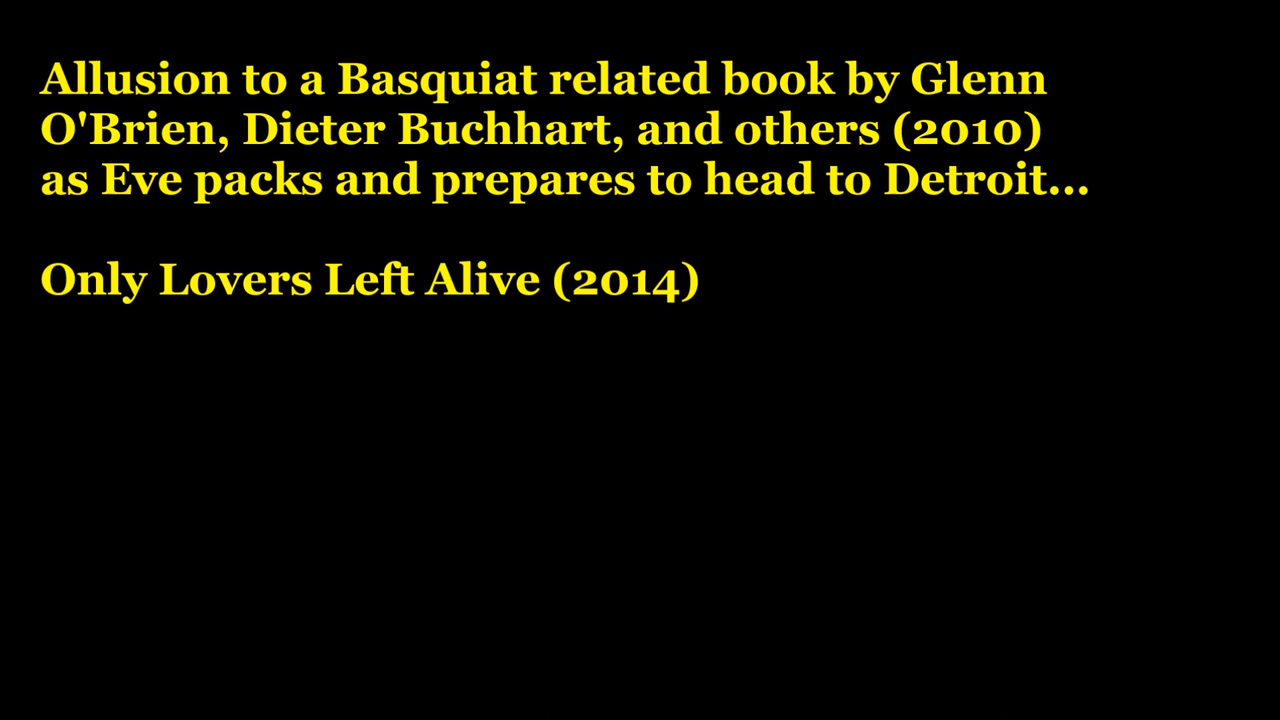 Allusion to a Basquiat related book by Glenn
O'Brien, Dieter Buchhart, and others (2010)
as Eve packs and prepares to head to Detroit...
Only Lovers Left Alive (2014)